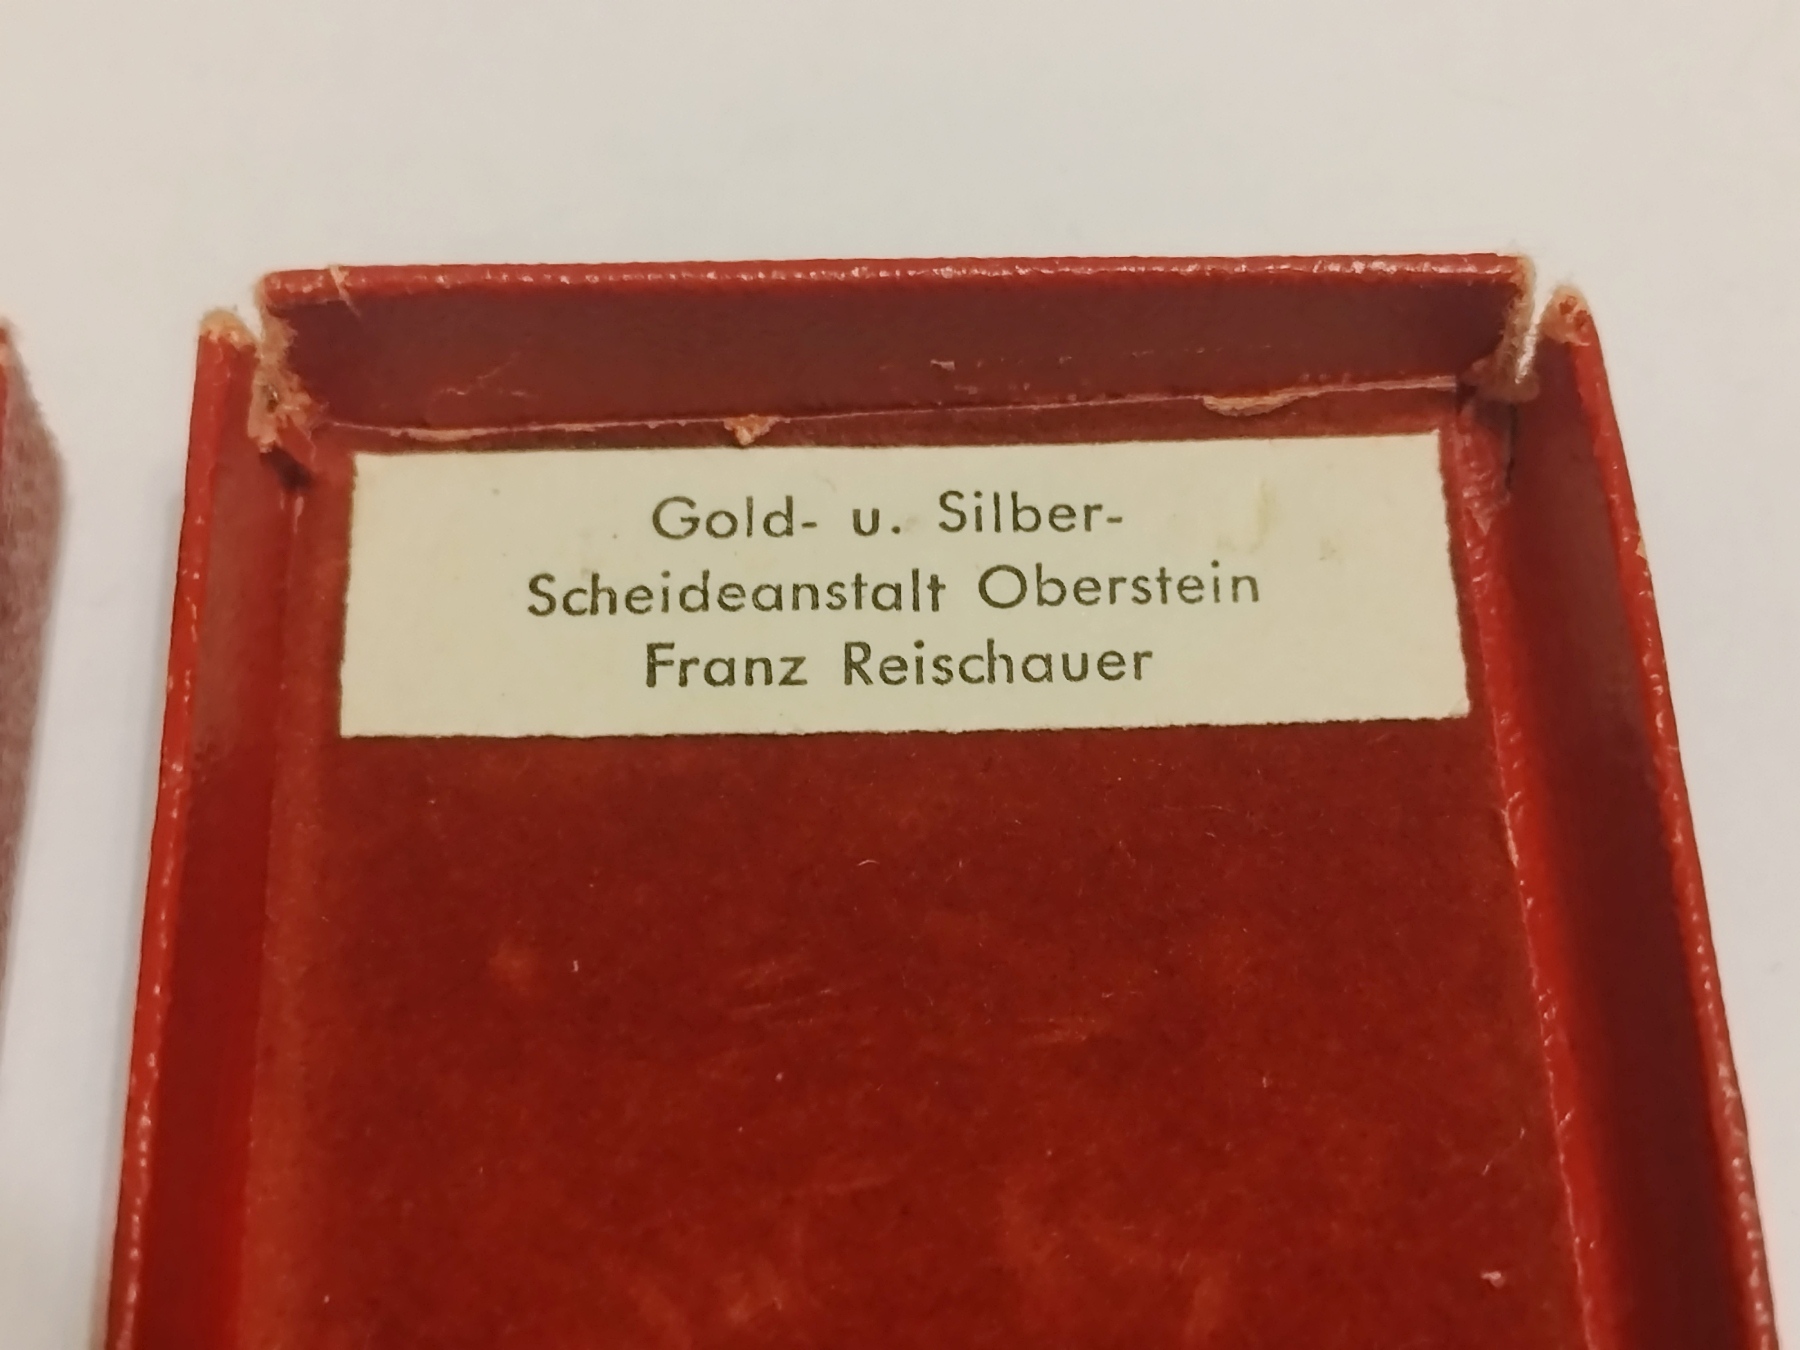 Gold- u. Silber-
Scheideanstalt Oberstein
Franz Reischauer